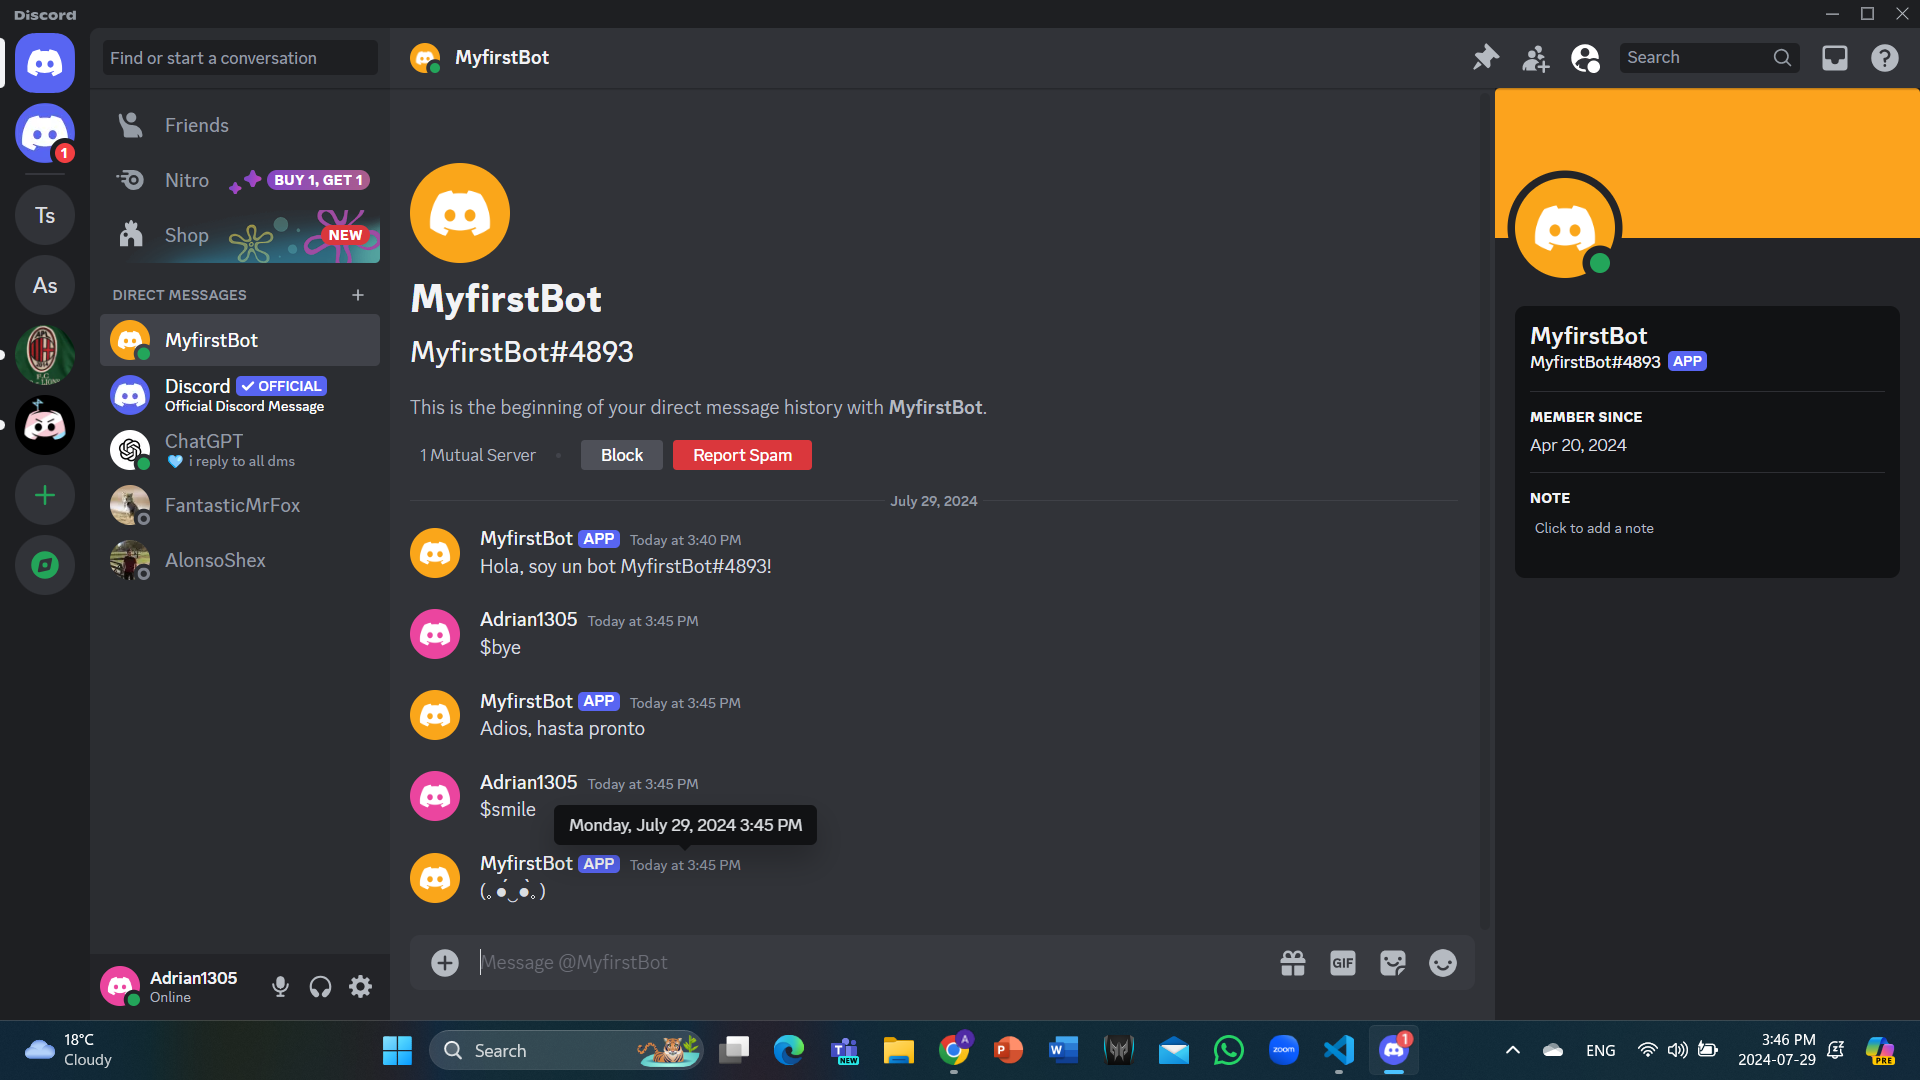 Discord
Find or start a conversation
MyfirstBot
Search
1
Friends
Nitro
BUY 1, GET 1
Ts
Shop
NEW
As
DIRECT MESSAGES
MyfirstBot
Discord
OFFICIAL
Official Discord Message
ChatGPT
🩵 i reply to all dms
FantasticMrFox
AlonsoShex
Adrian1305
Online
MyfirstBot
MyfirstBot#4893
This is the beginning of your direct message history with MyfirstBot.
1 Mutual Server
Block
Report Spam
July 29, 2024
MyfirstBot APP Today at 3:40 PM
Hola, soy un bot MyfirstBot#4893!
Adrian1305 Today at 3:45 PM
$bye
MyfirstBot APP Today at 3:45 PM
Adios, hasta pronto
Adrian1305 Today at 3:45 PM
$smile
Monday, July 29, 2024 3:45 PM
MyfirstBot APP Today at 3:45 PM
(｡●́‿●̀｡)
Message @MyfirstBot
GIF
MyfirstBot
MyfirstBot#4893 APP
MEMBER SINCE
Apr 20, 2024
NOTE
Click to add a note
18°C
Cloudy
Search
T
NEW
A
P
W
zoom
1
ENG
3:46 PM
2024-07-29
PRE